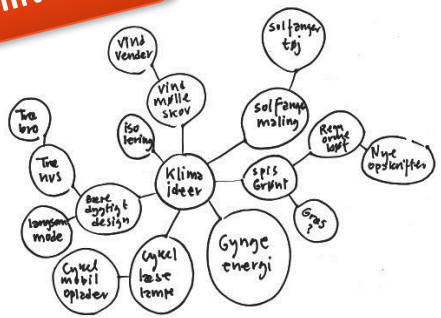 Vind
vender
solfanger
tøj
Vind
mølle
skov
solfanger
maling
Træ
bro
iso
lering
Regn
orme
bøff
Nye
opskrifter
Træ
hus
Klima
ideer
spis
Grønt
Bære
dygtigt
design
langsom
mode
Græs
?
Gynge
energi
Cykel
mobil
oplader
Cykel
læse
lampe